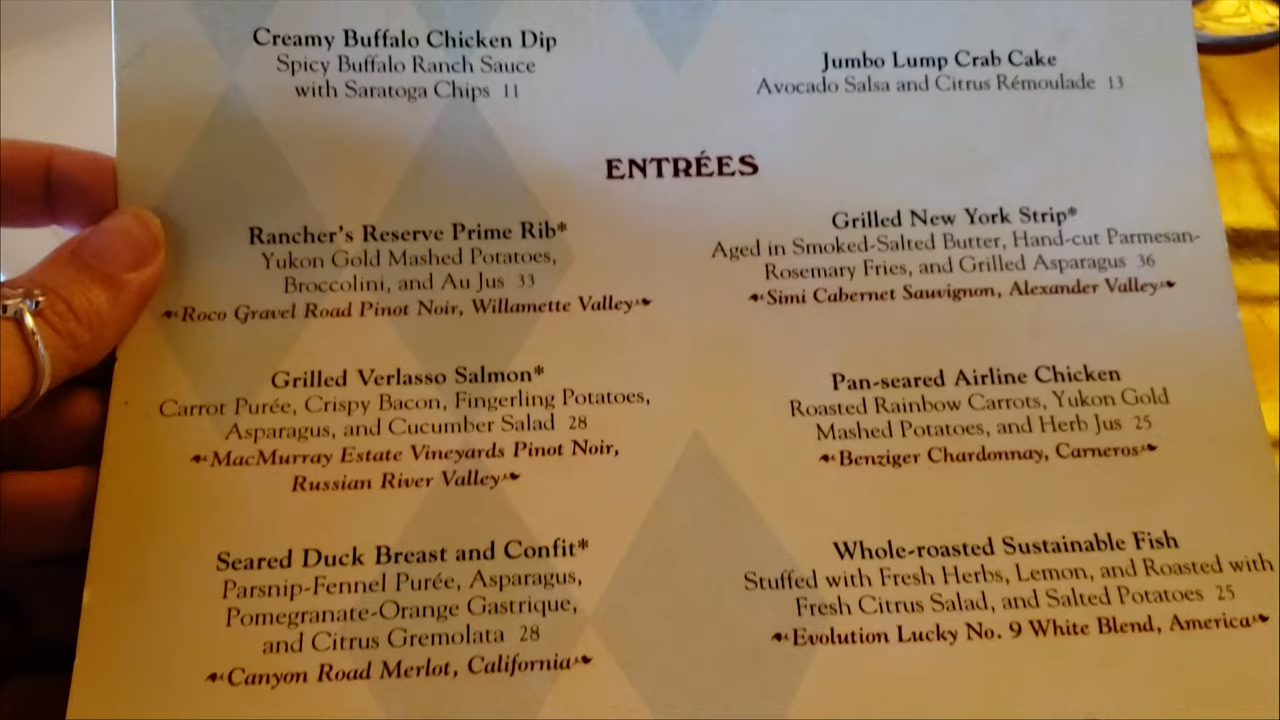 Creamy Buffalo Chicken Dip
Spicy Buffalo Ranch Sauce
with Saratoga Chips 11
Jumbo Lump Crab Cake
Avocado Salsa and Citrus Rémoulade 13
ENTRÉES
Rancher's Reserve Prime Rib*
Yukon Gold Mashed Potatoes,
Broccolini, and Au Jus 33
Roco Gravel Road Pinot Noir, Willamette Valley
Grilled New York Strip*
Aged in Smoked-Salted Butter, Hand-cut Parmesan-
Rosemary Fries, and Grilled Asparagus 36
Simi Cabernet Sauvignon, Alexander Valley
Grilled Verlasso Salmon*
Carrot Purée, Crispy Bacon, Fingerling Potatoes,
Asparagus, and Cucumber Salad 28
MacMurray Estate Vineyards Pinot Noir,
Russian River Valley
Pan-seared Airline Chicken
Roasted Rainbow Carrots, Yukon Gold
Mashed Potatoes, and Herb Jus 25
Benziger Chardonnay, Carneros
Seared Duck Breast and Confit*
Parsnip-Fennel Purée, Asparagus,
Pomegranate-Orange Gastrique,
and Citrus Gremolata 28
Canyon Road Merlot, California
Whole-roasted Sustainable Fish
Stuffed with Fresh Herbs, Lemon, and Roasted with
Fresh Citrus Salad, and Salted Potatoes 25
Evolution Lucky No. 9 White Blend, America